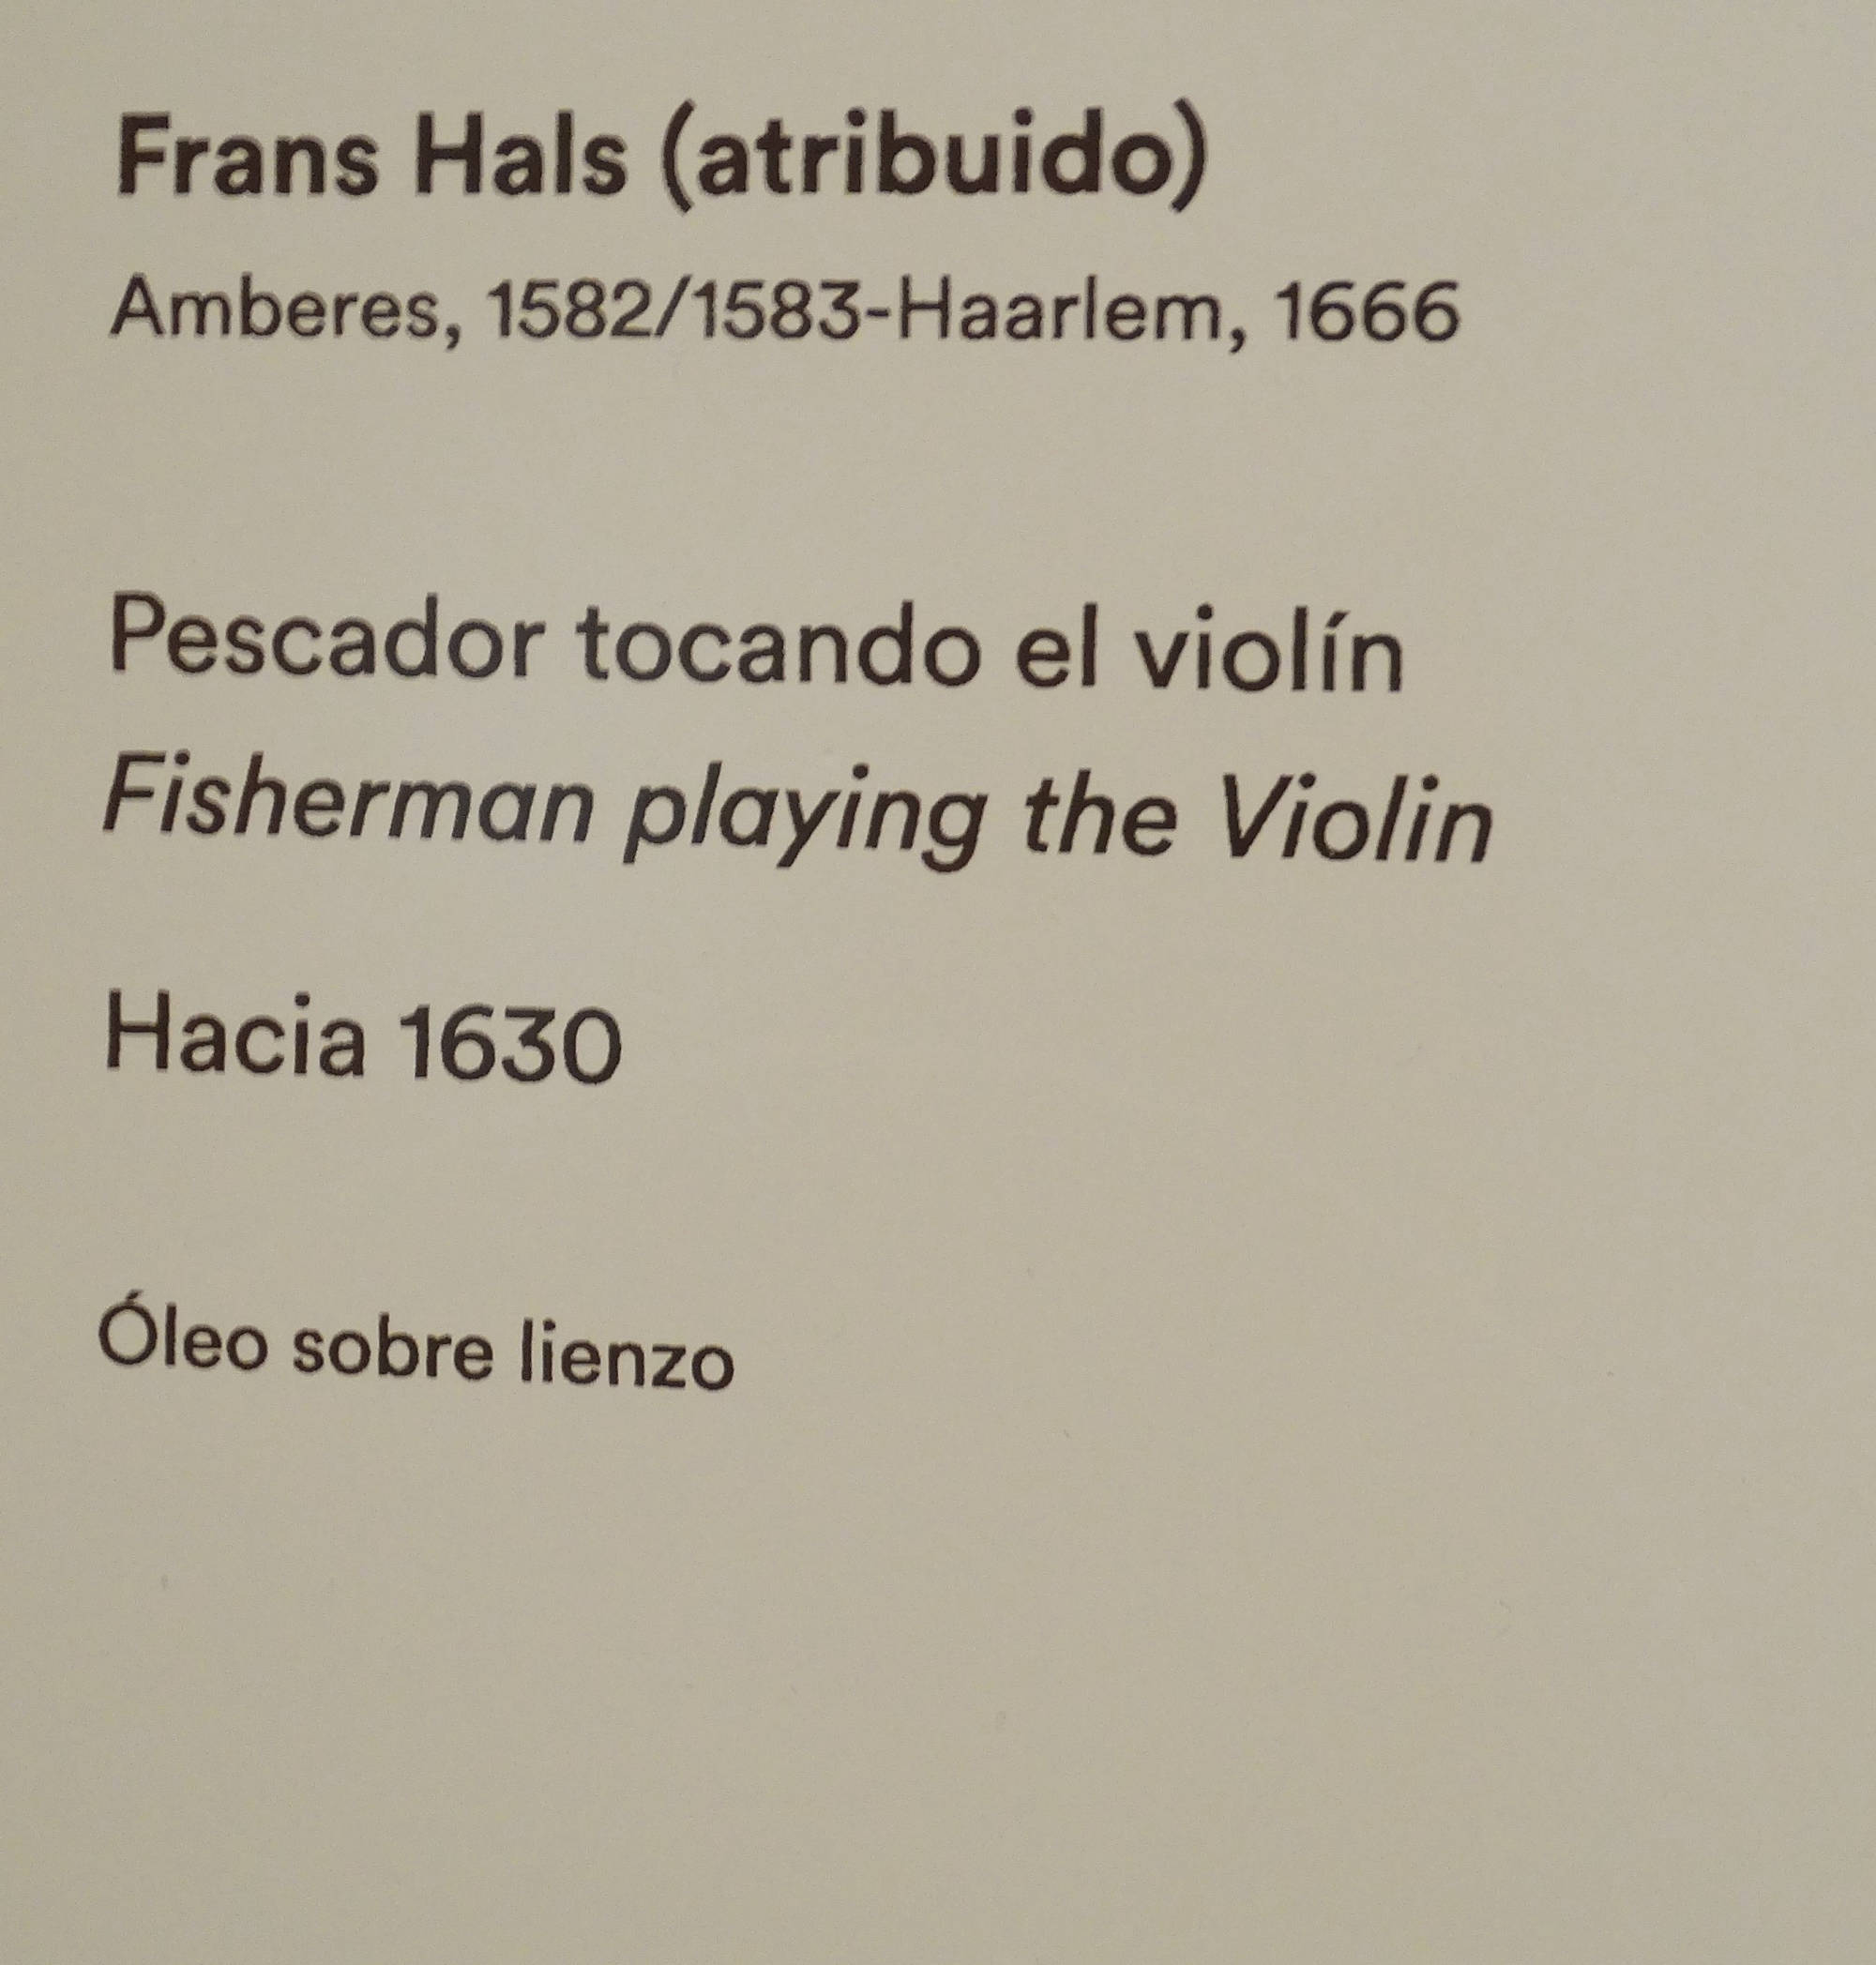 Frans Hals (atribuido)
Amberes, 1582/1583-Haarlem, 1666
Pescador tocando el violín
Fisherman playing the Violin
Hacia 1630
Óleo sobre lienzo